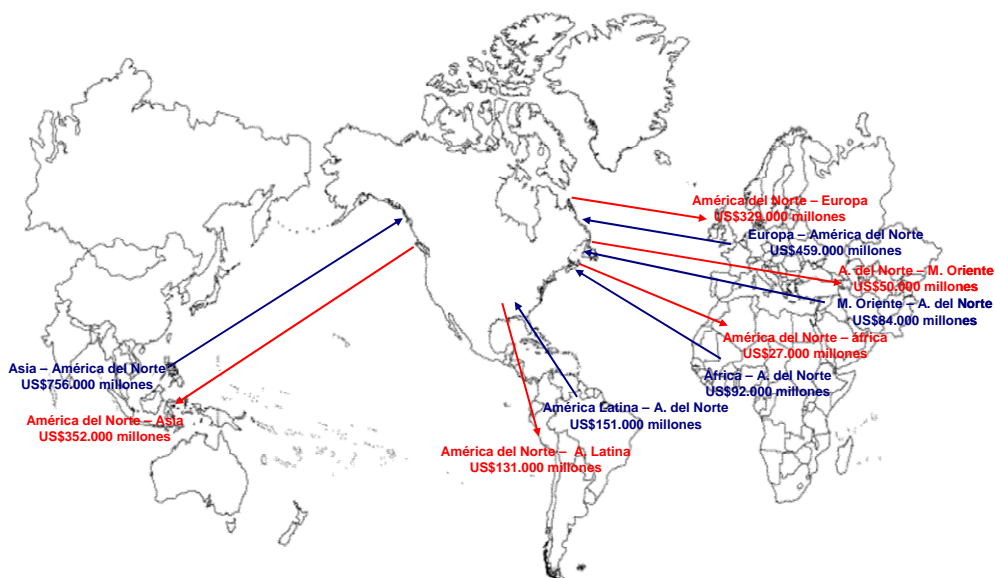 América del Norte – Europa
US$329.000 millones
Europa – América del Norte
US$459.000 millones
A. del Norte – M. Oriente
US$50.000 millones
M. Oriente – A. del Norte
US$84.000 millones
América del Norte – áfrica
US$27.000 millones
África – A. del Norte
US$92.000 millones
Asia – América del Norte
US$756.000 millones
América del Norte – Asia
US$352.000 millones
América Latina – A. del Norte
US$151.000 millones
América del Norte – A. Latina
US$131.000 millones